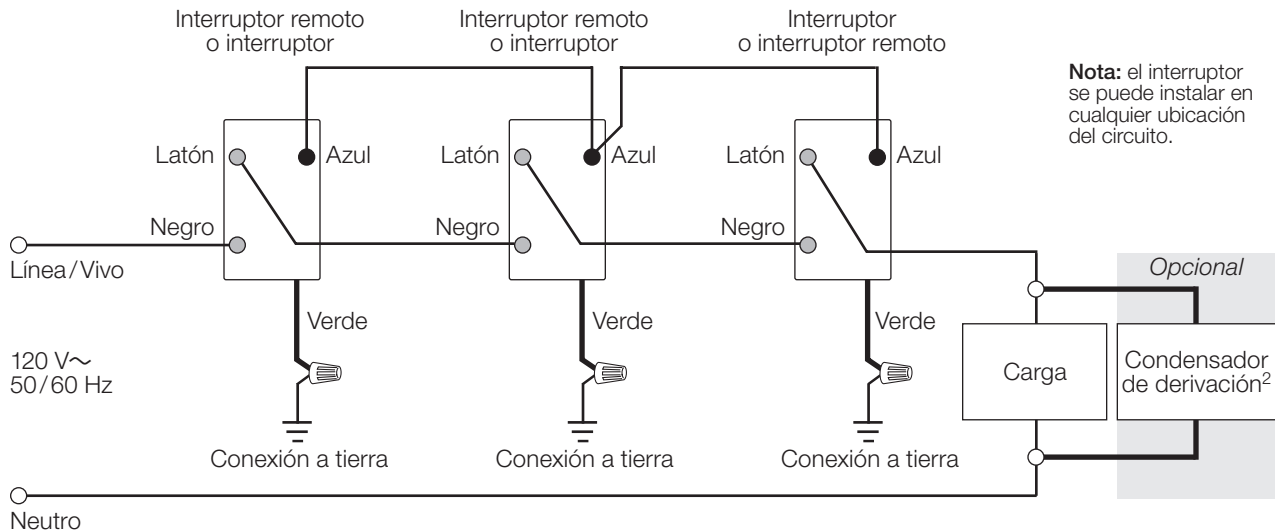 Interruptor remoto
o interruptor
Interruptor remoto
o interruptor
Interruptor
o interruptor remoto
Nota: el interruptor
se puede instalar en
cualquier ubicación
del circuito.
Latón
Azul
Latón
Azul
Latón
Azul
Negro
Negro
Negro
Línea/Vivo
Opcional
Verde
Verde
Verde
120 V~
50/60 Hz
Carga
Condensador
de derivación²
Conexión a tierra
Conexión a tierra
Conexión a tierra
Neutro